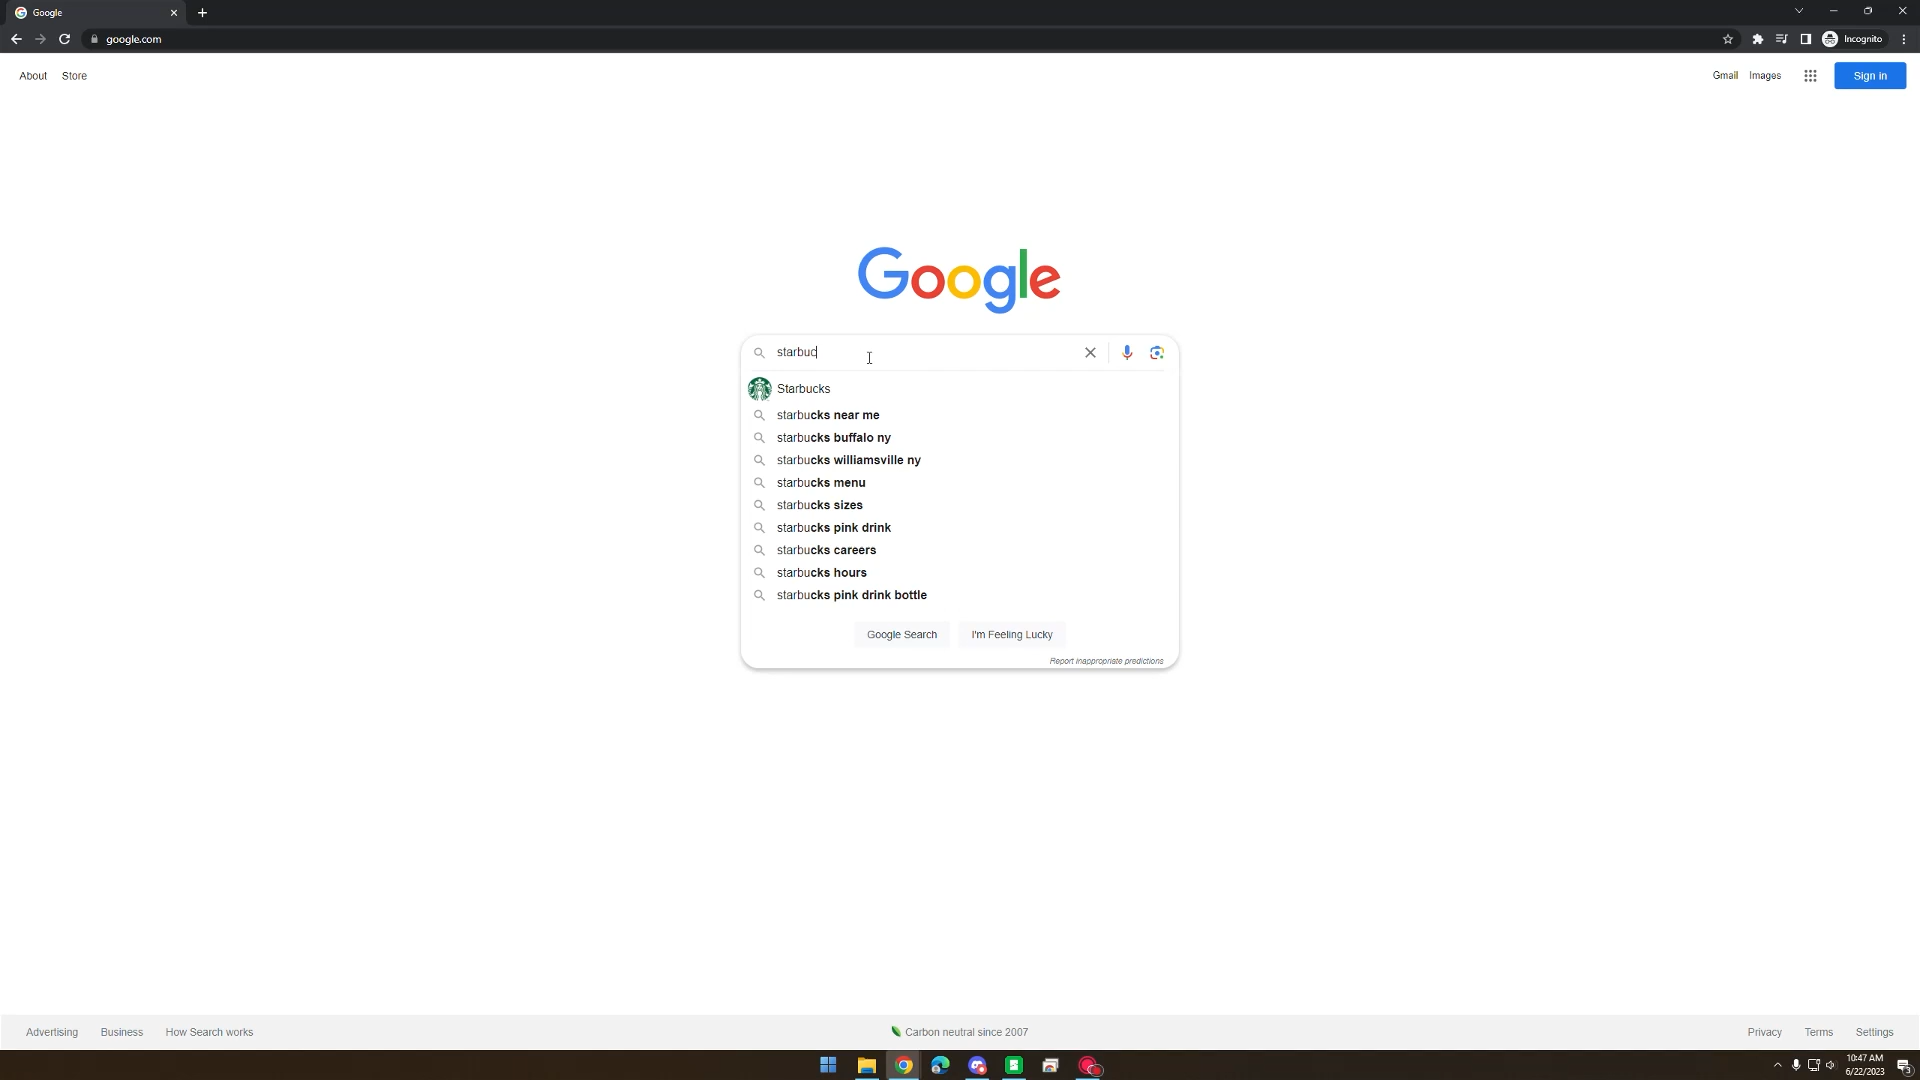 Google
google.com
Incognito
About Store
Gmail Images Sign in
Google
starbuc
Starbucks
starbucks near me
starbucks buffalo ny
starbucks williamsville ny
starbucks menu
starbucks sizes
starbucks pink drink
starbucks careers
starbucks hours
starbucks pink drink bottle
Google Search I'm Feeling Lucky
Report inappropriate predictions
Advertising Business How Search works
Carbon neutral since 2007
Privacy Terms Settings
10:47 AM
6/22/2023
3